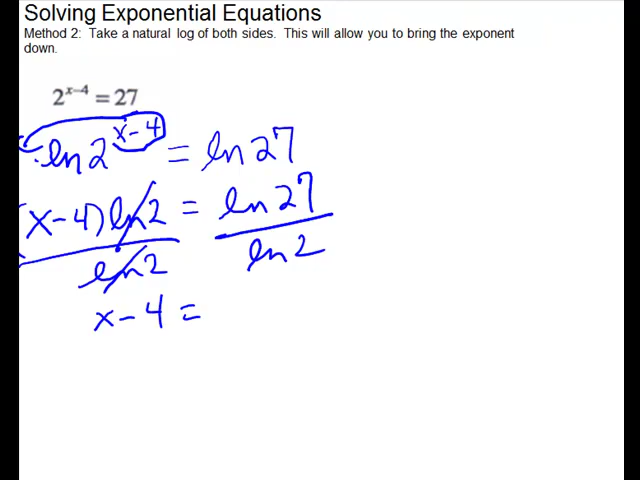 Solving Exponential Equations
Method 2: Take a natural log of both sides. This will allow you to bring the exponent
down.
2^{x-4} = 27
ln 2^{x-4} = ln 27
(x-4) ln 2 = ln 27
ln 2 ln 2
x-4 =